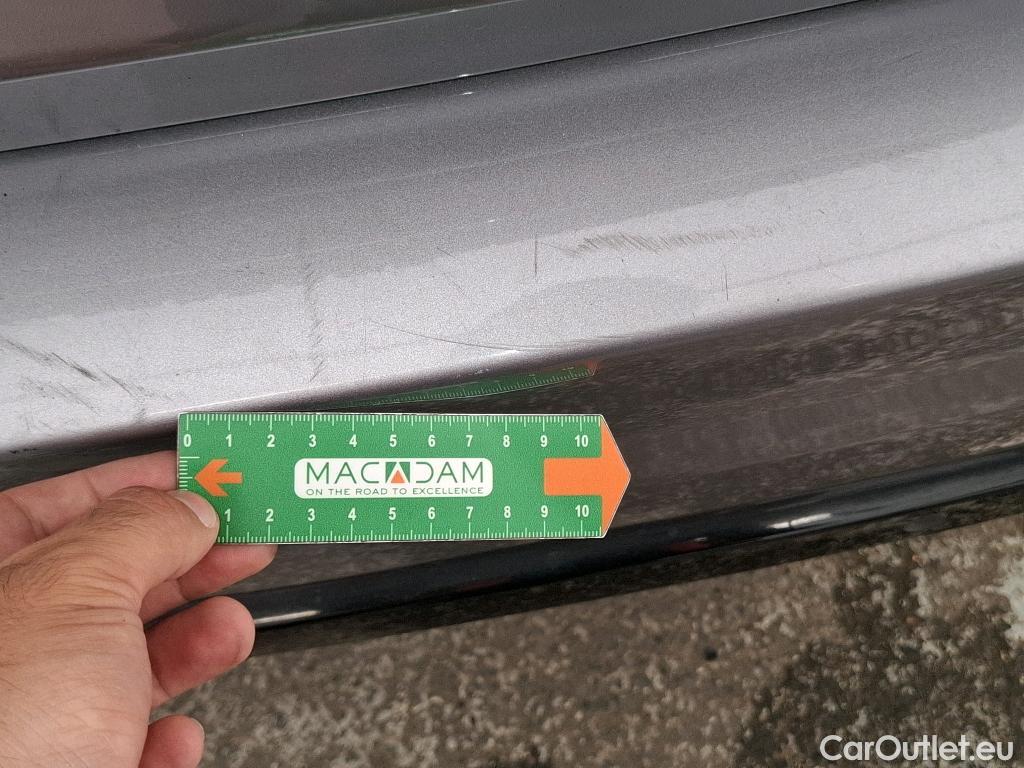 0 1 2 3 4 5 6 7 8 9 10
MACADAM
ON THE ROAD TO EXCELLENCE
1 2 3 4 5 6 7 8 9 10
CarOutlet.eu